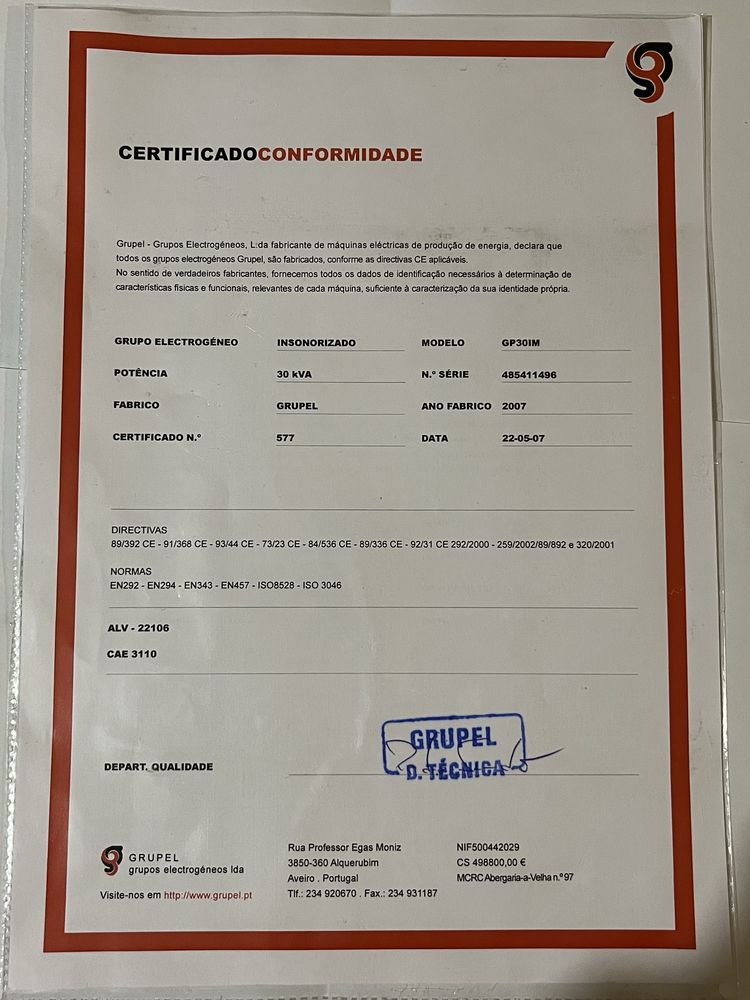 CERTIFICADOCONFORMIDADE
Grupel - Grupos Electrogéneos, L:da fabricante de máquinas eléctricas de produção de energia, declara que
todos os grupos electrogéneos Grupel, são fabricados, conforme as directivas CE aplicáveis.
No sentido de verdadeiros fabricantes, fornecemos todos os dados de identificação necessários à determinação de
características físicas e funcionais, relevantes de cada máquina, suficiente à caracterização da sua identidade própria.
GRUPO ELECTROGÉNEO INSONORIZADO MODELO GP30IM
POTÊNCIA 30 kVA N.º SÉRIE 485411496
FABRICO GRUPEL ANO FABRICO 2007
CERTIFICADO N.º 577 DATA 22-05-07
DIRECTIVAS
89/392 CE - 91/368 CE - 93/44 CE - 73/23 CE - 84/536 CE - 89/336 CE - 92/31 CE 292/2000 - 259/2002/89/892 e 320/2001
NORMAS
EN292 - EN294 - EN343 - EN457 - ISO8528 - ISO 3046
ALV - 22106
CAE 3110
GRUPEL
D. TÉCNICA
DEPART. QUALIDADE
GRUPEL
grupos electrogéneos lda
Visite-nos em http://www.grupel.pt
Rua Professor Egas Moniz
3850-360 Alquerubim
Aveiro . Portugal
Tlf.: 234 920670 . Fax.: 234 931187
NIF500442029
CS 498800,00 €
MCRC Abergaria-a-Velha n.º 97